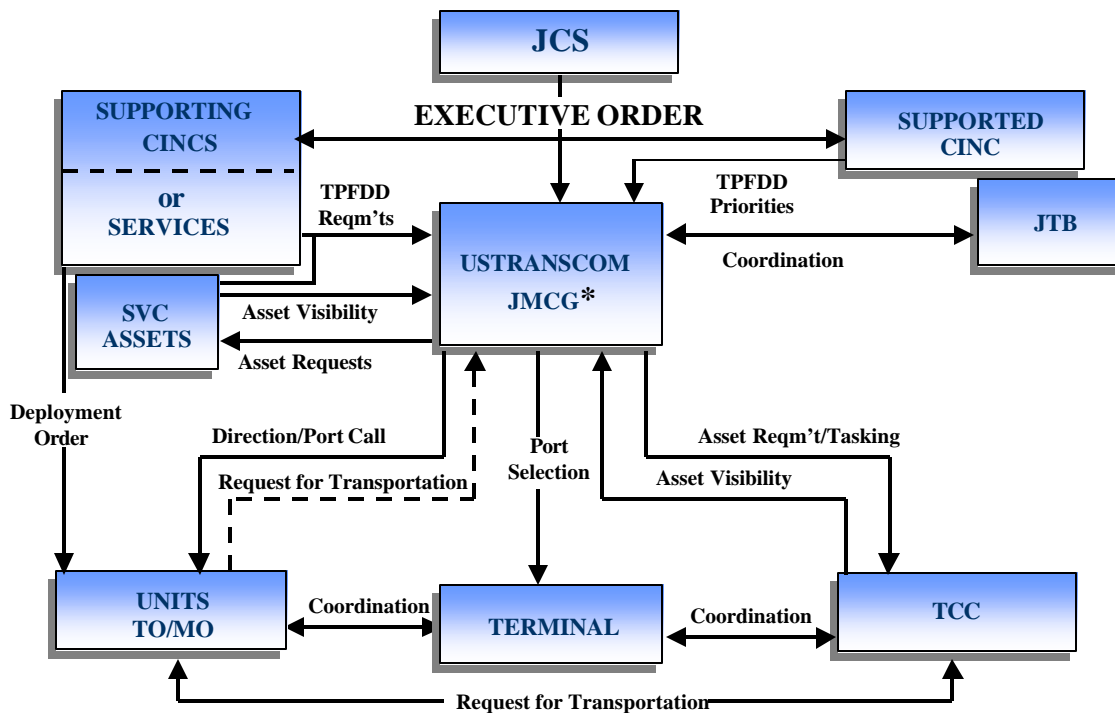 JCS
EXECUTIVE ORDER
SUPPORTING
CINCS
or
SERVICES
SUPPORTED
CINC
TPFDD
Reqm'ts
TPFDD
Priorities
JTB
USTRANSCOM
JMCG*
Coordination
SVC
ASSETS
Asset Visibility
Asset Requests
Deployment
Order
Direction/Port Call
Port
Selection
Asset Reqm't/Tasking
Request for Transportation
Asset Visibility
UNITS
TO/MO
Coordination
TERMINAL
Coordination
TCC
Request for Transportation